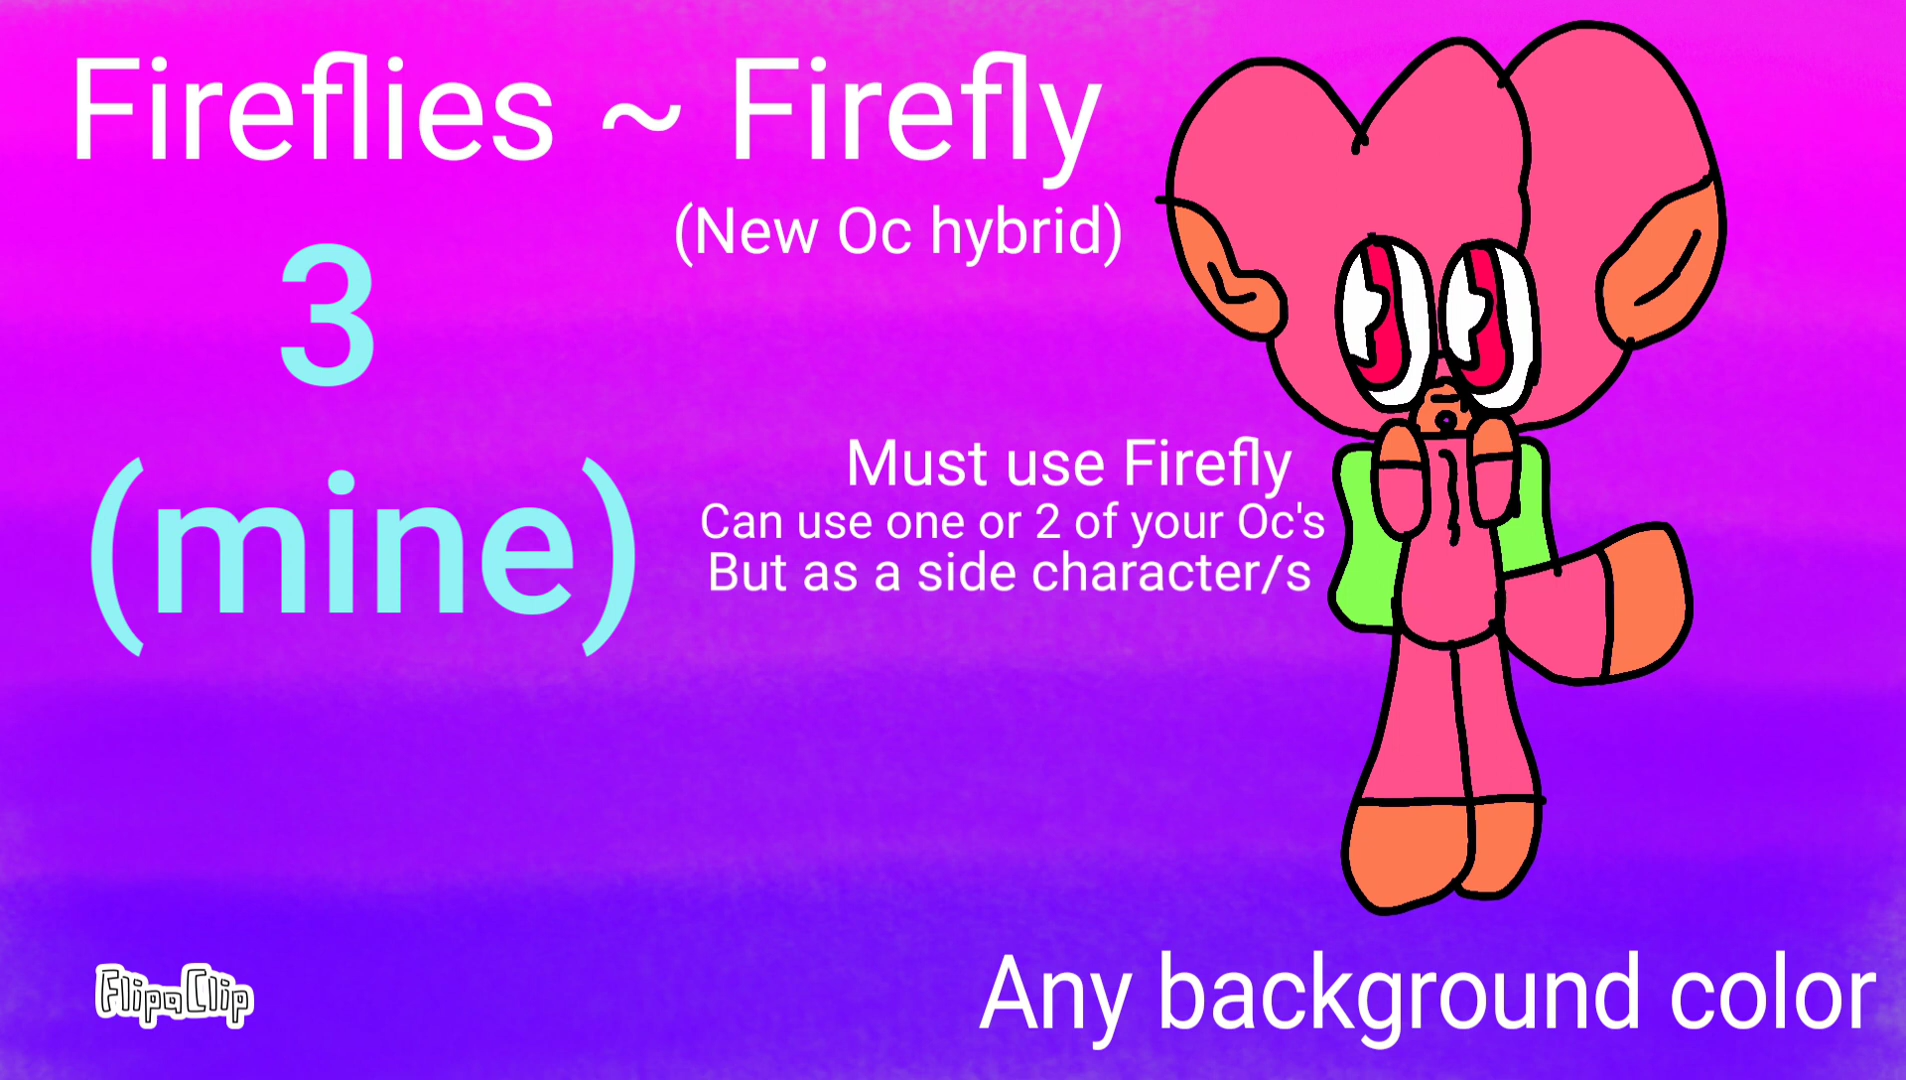 Fireflies ~ Firefly
(New Oc hybrid)
3
(mine)
Must use Firefly
Can use one or 2 of your Oc's
But as a side character/s
Any background color
FlipaClip